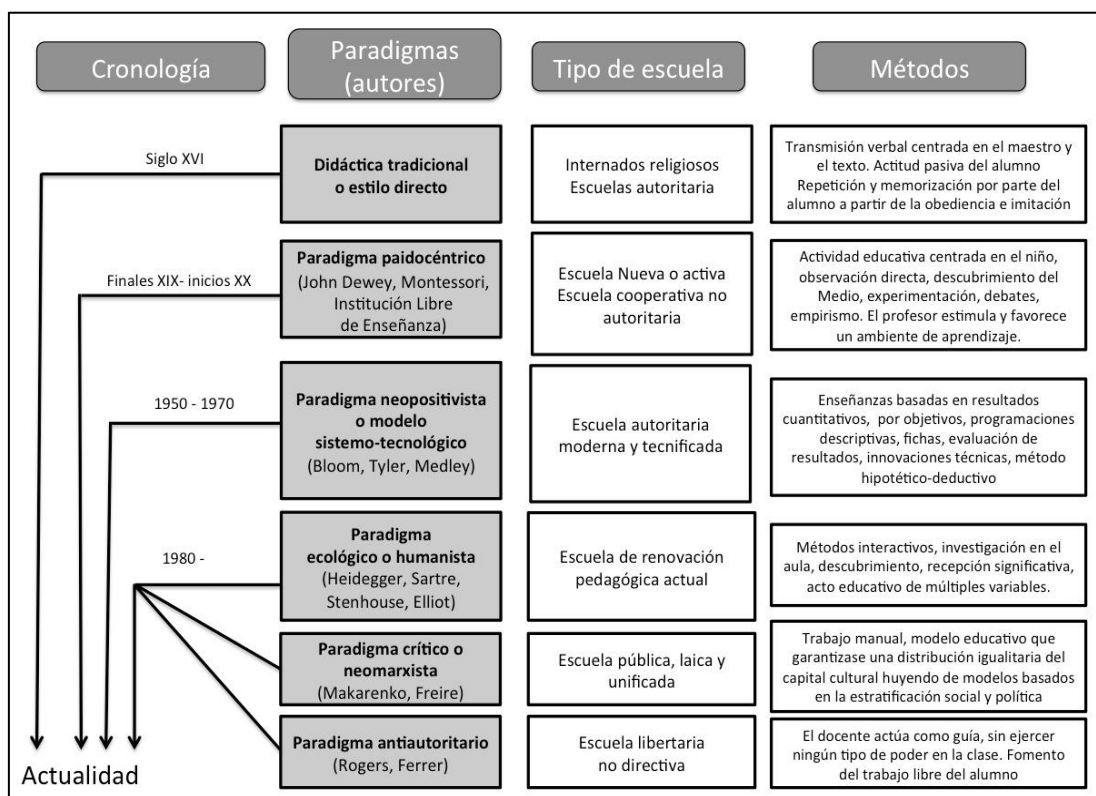 Cronología
Paradigmas
(autores)
Tipo de escuela
Métodos
Siglo XVI
Didáctica tradicional
o estilo directo
Internados religiosos
Escuelas autoritaria
Transmisión verbal centrada en el maestro y
el texto. Actitud pasiva del alumno
Repetición y memorización por parte del
alumno a partir de la obediencia e imitación
Finales XIX- inicios XX
Paradigma paidocéntrico
(John Dewey, Montessori,
Institución Libre
de Enseñanza)
Escuela Nueva o activa
Escuela cooperativa no
autoritaria
Actividad educativa centrada en el niño,
observación directa, descubrimiento del
Medio, experimentación, debates,
empirismo. El profesor estimula y favorece
un ambiente de aprendizaje.
1950 - 1970
Paradigma neopositivista
o modelo
sistemo-tecnológico
(Bloom, Tyler, Medley)
Escuela autoritaria
moderna y tecnificada
Enseñanzas basadas en resultados
cuantitativos, por objetivos, programaciones
descriptivas, fichas, evaluación de
resultados, innovaciones técnicas, método
hipotético-deductivo
1980 -
Paradigma
ecológico o humanista
(Heidegger, Sartre,
Stenhouse, Elliot)
Escuela de renovación
pedagógica actual
Métodos interactivos, investigación en el
aula, descubrimiento, recepción significativa,
acto educativo de múltiples variables.
Paradigma crítico o
neomarxista
(Makarenko, Freire)
Escuela pública, laica y
unificada
Trabajo manual, modelo educativo que
garantizase una distribución igualitaria del
capital cultural huyendo de modelos basados
en la estratificación social y política
Paradigma antiautoritario
(Rogers, Ferrer)
Escuela libertaria
no directiva
El docente actúa como guía, sin ejercer
ningún tipo de poder en la clase. Fomento
del trabajo libre del alumno
Actualidad